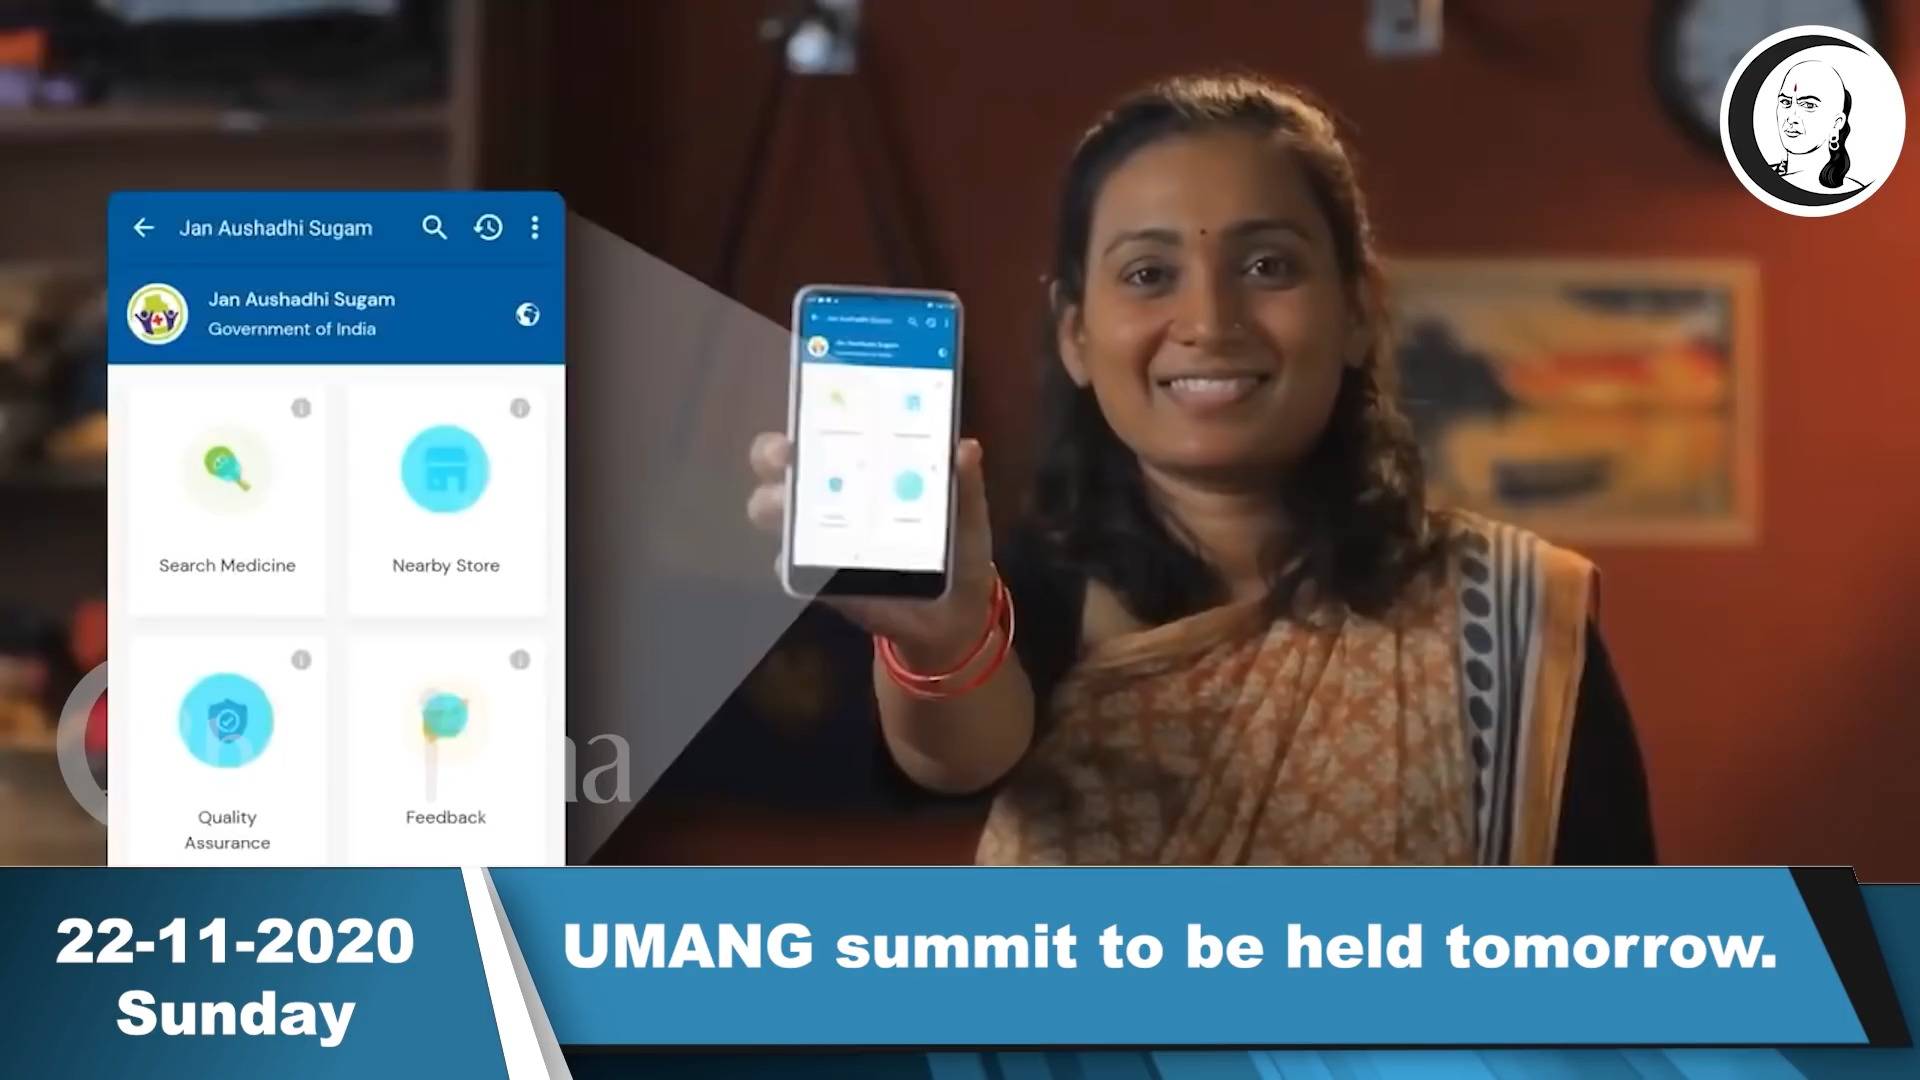 Jan Aushadhi Sugam
Jan Aushadhi Sugam
Government of India
Search Medicine
Nearby Store
Quality
Assurance
Feedback
22-11-2020
Sunday
UMANG summit to be held tomorrow.